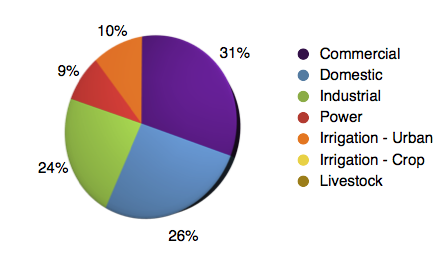 10%
31%
9%
24%
26%
Commercial
Domestic
Industrial
Power
Irrigation - Urban
Irrigation - Crop
Livestock